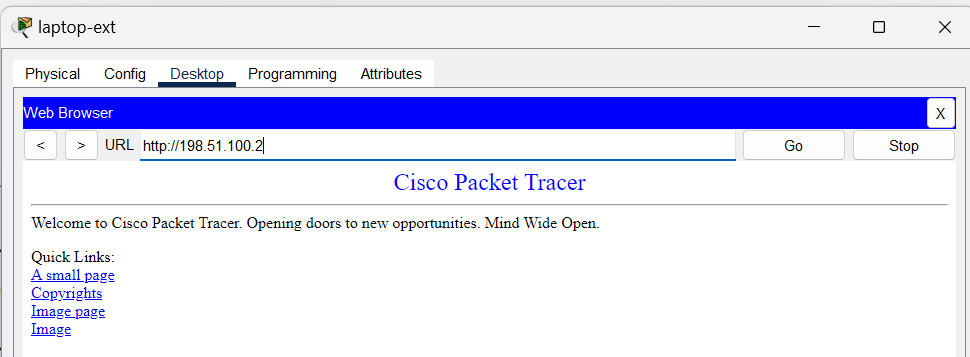 laptop-ext
Physical Config Desktop Programming Attributes
Web Browser X
< > URL http://198.51.100.2 Go Stop
Cisco Packet Tracer
Welcome to Cisco Packet Tracer. Opening doors to new opportunities. Mind Wide Open.
Quick Links:
A small page
Copyrights
Image page
Image